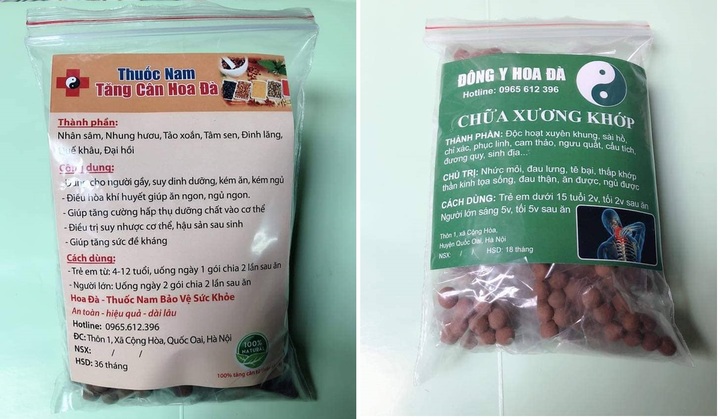 Thuốc Nam
Tăng Cân Hoa Đà
Thành phần:
Nhân sâm, Nhung hươu, Tảo xoắn, Tâm sen, Đinh lăng,
Quế khâu, Đại hồi
Công dụng:
- Dùng cho người gầy, suy dinh dưỡng, kém ăn, kém ngủ
- Điều hòa khí huyết giúp ăn ngon, ngủ ngon.
- Giúp tăng cường hấp thụ dưỡng chất vào cơ thể
- Điều trị suy nhược cơ thể, hậu sản sau sinh
- Giúp tăng sức đề kháng
Cách dùng:
- Trẻ em từ: 4-12 tuổi, uống ngày 1 gói chia 2 lần sau ăn
- Người lớn: Uống ngày 2 gói chia 2 lần sau ăn
Hoa Đà - Thuốc Nam Bảo Vệ Sức Khỏe
An toàn - hiệu quả - dài lâu
Hotline: 0965.612.396
ĐC: Thôn 1, Xã Cộng Hòa, Quốc Oai, Hà Nội
NSX: / /
HSD: 36 tháng
100%
NATURAL
100% tăng cân
ĐÔNG Y HOA ĐÀ
Hotline: 0965 612 396
CHỮA XƯƠNG KHỚP
THÀNH PHẦN: Độc hoạt xuyên khung, sài hồ,
chỉ xác, phục linh, cam thảo, ngưu quất, cẩu tích,
đương quy, sinh địa...
CHỦ TRỊ: Nhức mỏi, đau lưng, tê bại, thấp khớp
thần kinh tọa sống, đau thận, ăn được, ngủ được
CÁCH DÙNG: Trẻ em dưới 15 tuổi 2v, tối 2v sau ăn
Người lớn sáng 5v, tối 5v sau ăn
Thôn 1, xã Cộng Hòa,
Huyện Quốc Oai, Hà Nội
NSX: / / HSD: 18 tháng